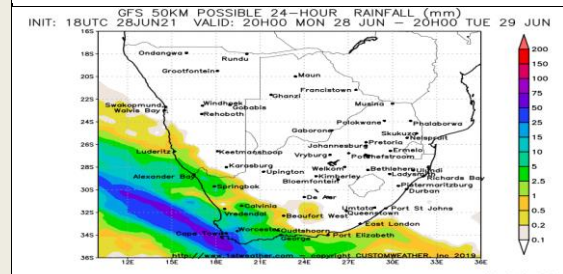 GFS 50KM POSSIBLE 24-HOUR RAINFALL (mm)
INIT: 18UTC 28JUN21 VALID: 20H00 MON 28 JUN – 20H00 TUE 29 JUN
16S
Ondangwa
Rundu
18S
Grootfontein
20S
Maun
Ghanzi
Francistown
22S
Swakopmund
Walvis Bay
Windhoek
Gobabis
Rehoboth
Musina
24S
Polokwane
Phalaborwa
Gaborone
Skukuza
Nelspruit
Pretoria
Johannesburg
26S
Luderitz
Keetmanshoop
Vryburg
Potchefstroom
Ermelo
Karasburg
Welkom
Bethlehem
Ulundi
28S
Alexander Bay
Upington
Kimberley
Ladysmith
Richards Bay
Springbok
Bloemfontein
Pietermaritzburg
Durban
30S
De Aar
Calvinia
Umtata
Port St Johns
Vredendal
Beaufort West
Queenstown
32S
East London
Cape Town
Worcester
Oudtshoorn
George
Port Elizabeth
34S
36S
12E
15E
18E
21E
24E
27E
30E
33E
36E
200
150
100
75
50
25
15
10
5
2.5
1
0.5
0.2
0.1